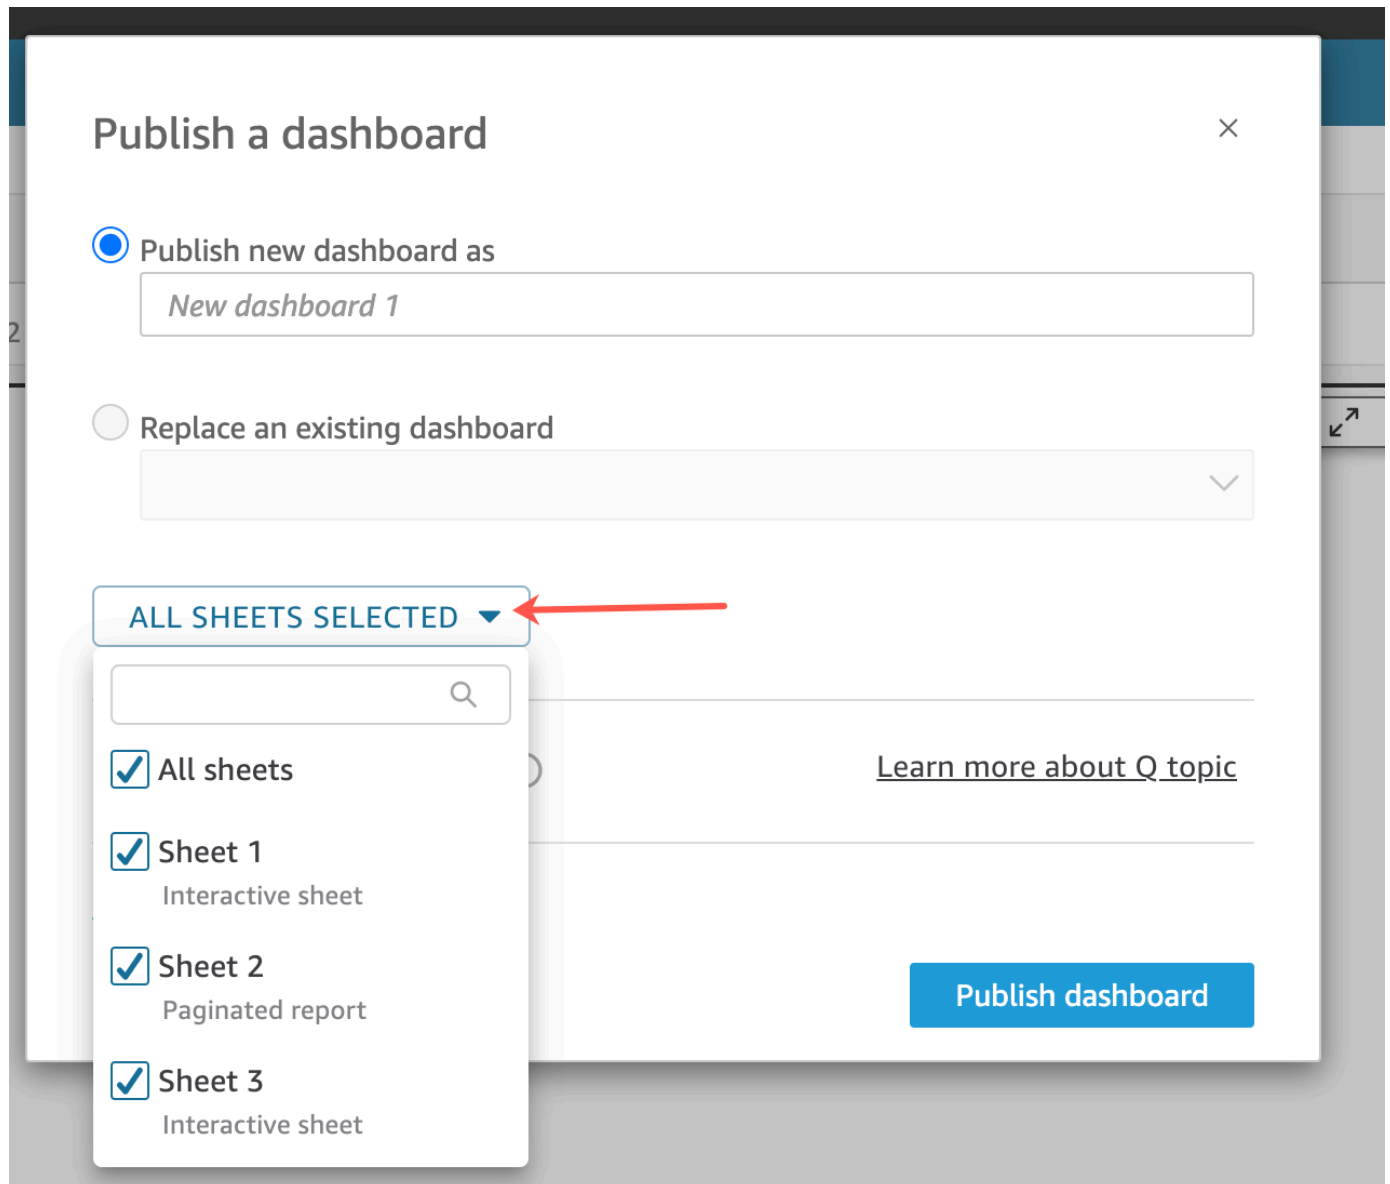 Publish a dashboard
Publish new dashboard as
New dashboard 1
2
Replace an existing dashboard
ALL SHEETS SELECTED
All sheets
Learn more about Q topic
Sheet 1
Interactive sheet
Sheet 2
Paginated report
Publish dashboard
Sheet 3
Interactive sheet